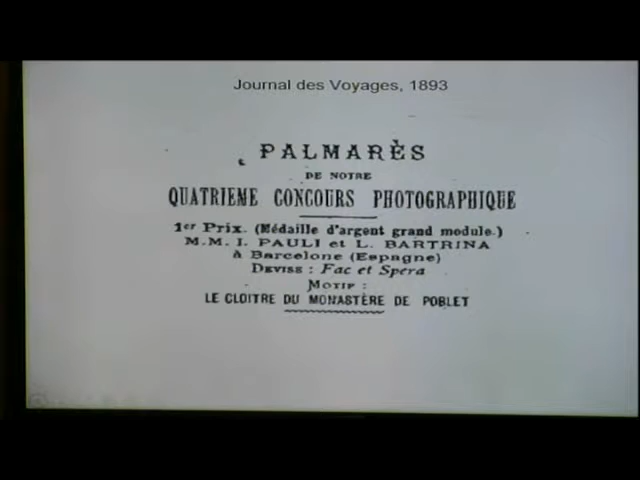 Journal des Voyages, 1893
PALMARÈS
DE NOTRE
QUATRIEME CONCOURS PHOTOGRAPHIQUE
1er Prix. (Médaille d'argent grand module.)
M.M. I. PAULI et L. BARTRINA
à Barcelone (Espagne)
DEVISE : Fac et Spera
MOTIF :
LE CLOITRE DU MONASTÈRE DE POBLET